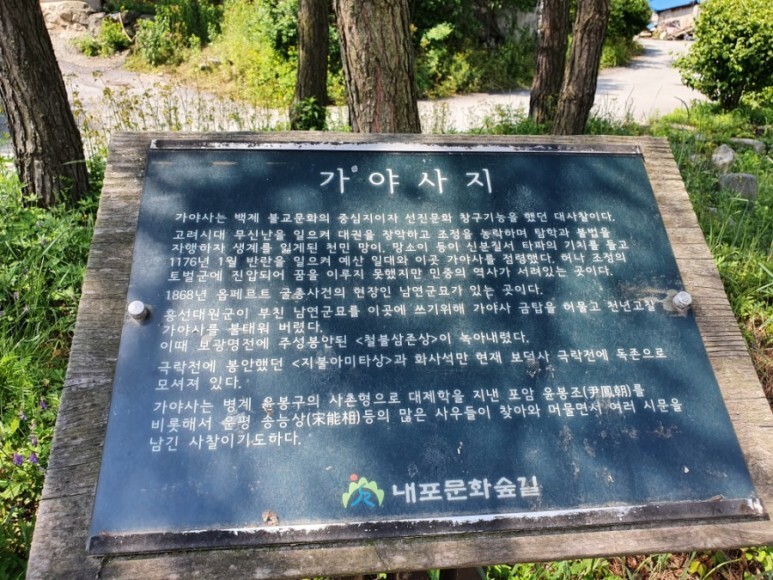 가야사지
가야사는 백제 불교문화의 중심지이자 선진문화 창구기능을 했던 대사찰이다.
고려시대 무신난을 일으켜 대권을 장악하고 조정을 농락하며 탐학과 불법을
자행하자 생계를 잃게된 천민 망이, 망소이 등이 신분질서 타파의 기치를 들고
1176년 1월 반란을 일으켜 예산 일대와 이곳 가야사를 점령했다. 허나 조정의
토벌군에 진압되어 꿈을 이루지 못했지만 민중의 역사가 서려있는 곳이다.
1868년 옵페르트 굴총사건의 현장인 남연군묘가 있는 곳이다.
흥선대원군이 부친 남연군묘를 이곳에 쓰기위해 가야사 금탑을 허물고 천년고찰
가야사를 불태워 버렸다.
이때 보광명전에 주성봉안된 <철불삼존상>이 녹아내렸다.
극락전에 봉안했던 <지불아미타상>과 화사석만 현재 보덕사 극락전에 독존으로
모셔져 있다.
가야사는 병계 윤봉구의 사촌형으로 대제학을 지낸 포암 윤봉조(尹鳳朝)를
비롯해서 운평 송능상(宋能相)등의 많은 사우들이 찾아와 머물면서 여러 시문을
남긴 사찰이기도하다.
내포문화숲길